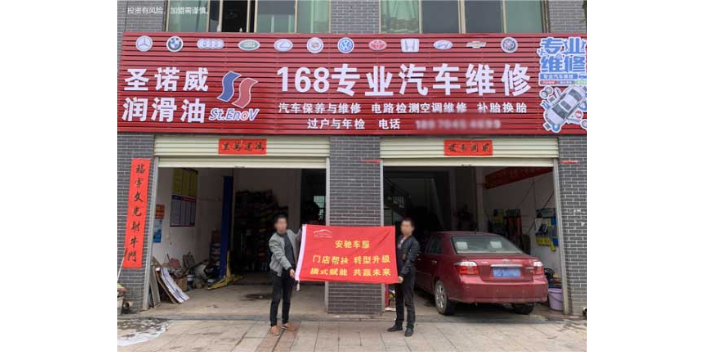 投资有风险，加盟需谨慎。
圣诺威
润滑油
St.EnoV
168专业汽车维修
汽车保养与维修 电路检测空调维修 补胎换胎
过户与年检 电话
专业
维修
安驰车服
门店帮扶 转型升级
模式赋能 共赢未来